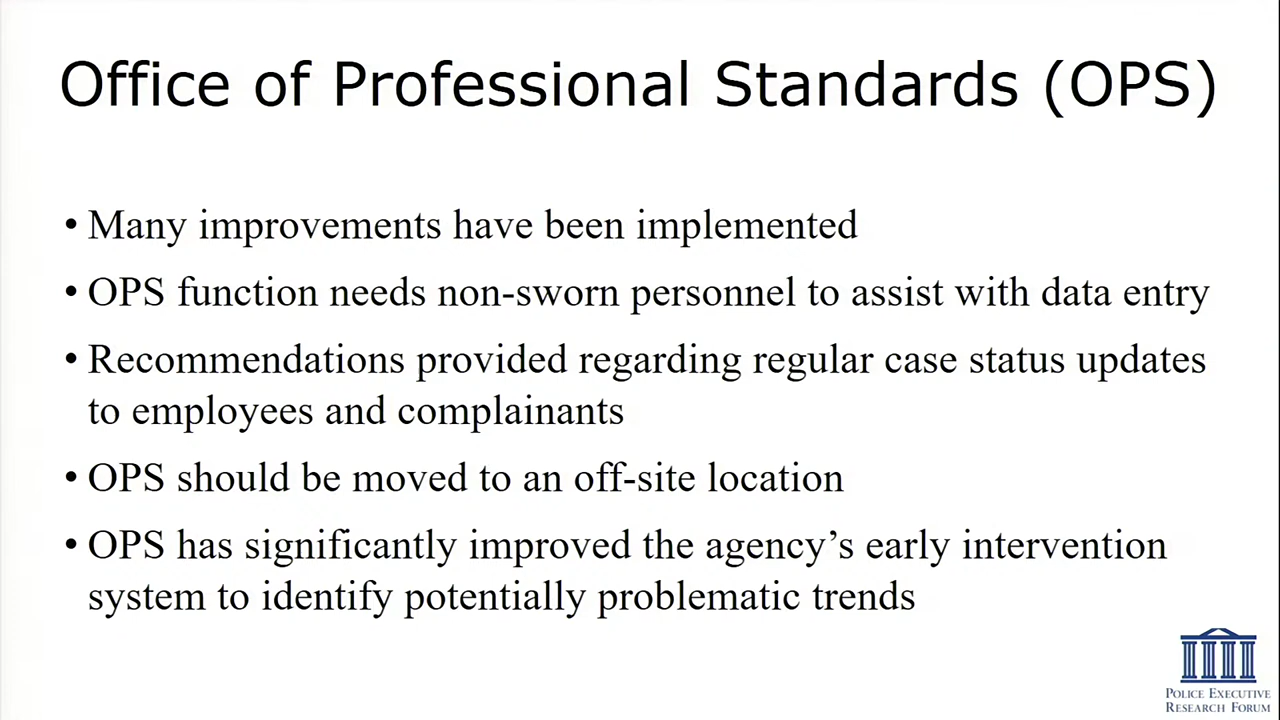 Office of Professional Standards (OPS)
• Many improvements have been implemented
• OPS function needs non-sworn personnel to assist with data entry
• Recommendations provided regarding regular case status updates
to employees and complainants
• OPS should be moved to an off-site location
• OPS has significantly improved the agency’s early intervention
system to identify potentially problematic trends
POLICE EXECUTIVE
RESEARCH FORUM